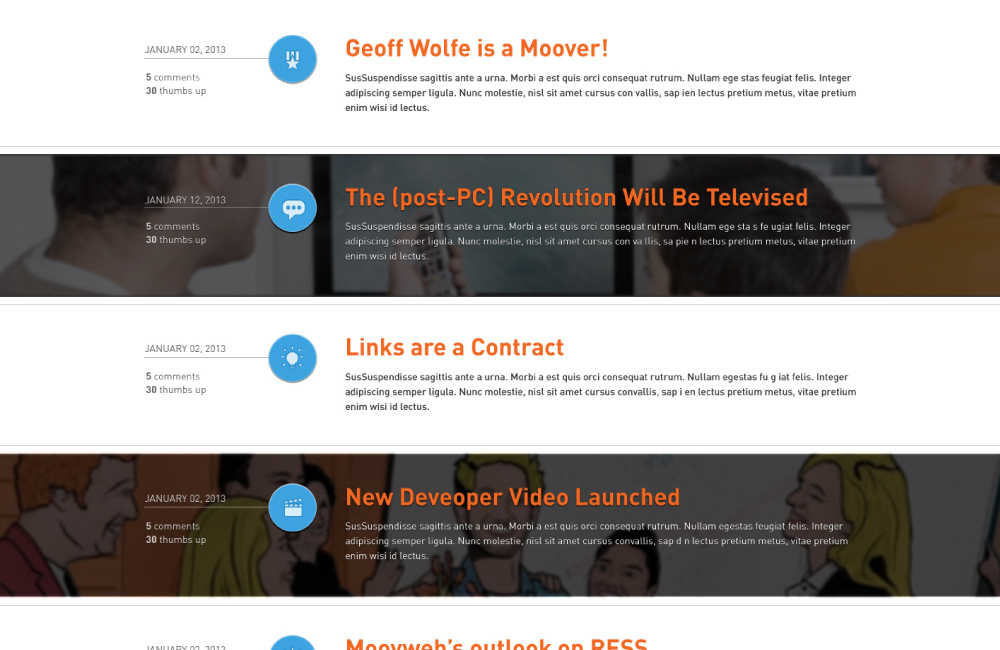 JANUARY 02, 2013
5 comments
30 thumbs up
Geoff Wolfe is a Moover!
SusSuspendisse sagittis ante a urna. Morbi a est quis orci consequat rutrum. Nullam ege stas feugiat felis. Integer
adipiscing semper ligula. Nunc molestie, nisl sit amet cursus con vallis, sap ien lectus pretium metus, vitae pretium
enim wisi id lectus.
JANUARY 12, 2013
5 comments
30 thumbs up
The (post-PC) Revolution Will Be Televised
SusSuspendisse sagittis ante a urna. Morbi a est quis orci consequat rutrum. Nullam ege sta s fe ugiat felis. Integer
adipiscing semper ligula. Nunc molestie, nisl sit amet cursus con va llis, sa pie n lectus pretium metus, vitae pretium
enim wisi id lectus.
JANUARY 02, 2013
5 comments
30 thumbs up
Links are a Contract
SusSuspendisse sagittis ante a urna. Morbi a est quis orci consequat rutrum. Nullam egestas fu g iat felis. Integer
adipiscing semper ligula. Nunc molestie, nisl sit amet cursus convallis, sap i en lectus pretium metus, vitae pretium
enim wisi id lectus.
JANUARY 02, 2013
5 comments
30 thumbs up
New Deveoper Video Launched
SusSuspendisse sagittis ante a urna. Morbi a est quis orci consequat rutrum. Nullam egestas feugiat felis. Integer
adipiscing semper ligula. Nunc molestie, nisl sit amet cursus convallis, sap d n lectus pretium metus, vitae pretium
enim wisi id lectus.
JANUARY 02, 2013
Moovweb's outlook on RESS